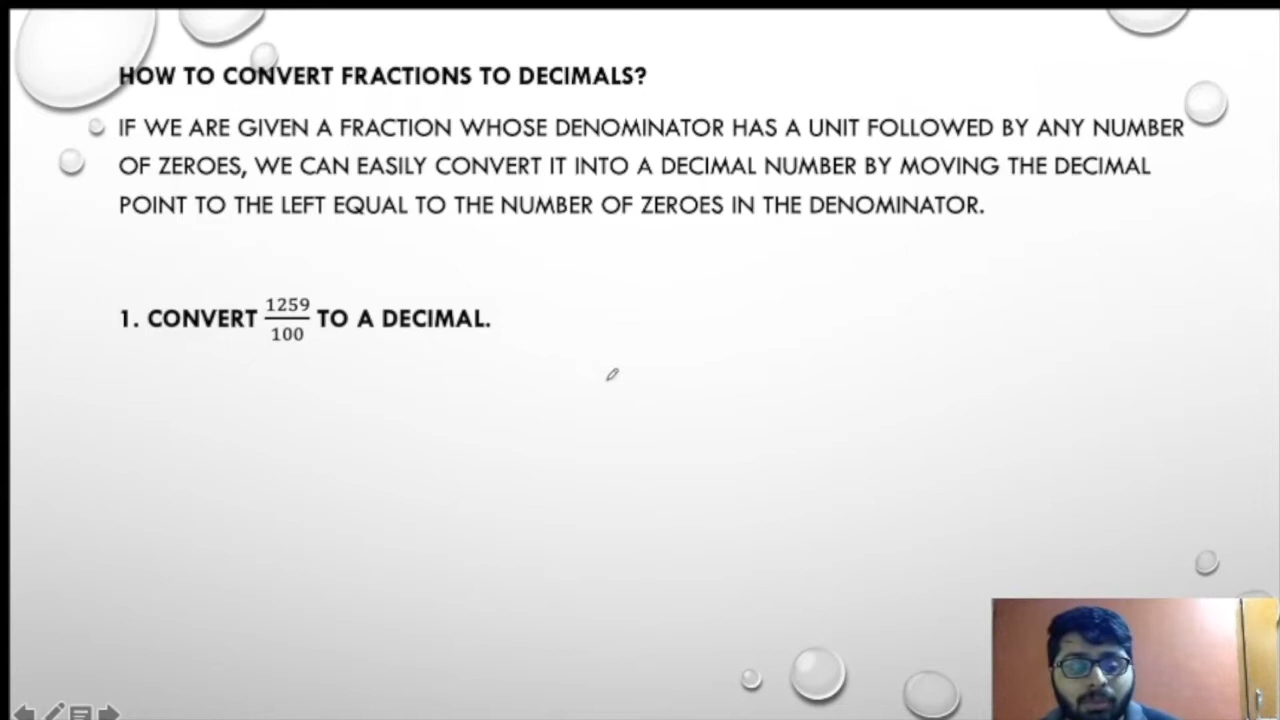 HOW TO CONVERT FRACTIONS TO DECIMALS?
IF WE ARE GIVEN A FRACTION WHOSE DENOMINATOR HAS A UNIT FOLLOWED BY ANY NUMBER
OF ZEROES, WE CAN EASILY CONVERT IT INTO A DECIMAL NUMBER BY MOVING THE DECIMAL
POINT TO THE LEFT EQUAL TO THE NUMBER OF ZEROES IN THE DENOMINATOR.
1. CONVERT 1259/100 TO A DECIMAL.